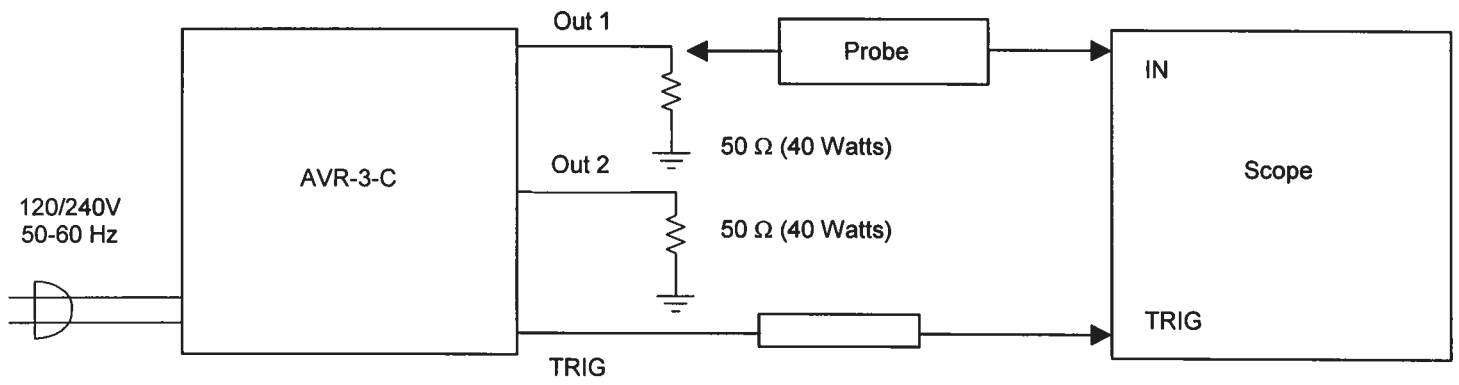 Out 1
Probe
IN
50 Ω (40 Watts)
Out 2
AVR-3-C
Scope
120/240V
50-60 Hz
50 Ω (40 Watts)
TRIG
TRIG